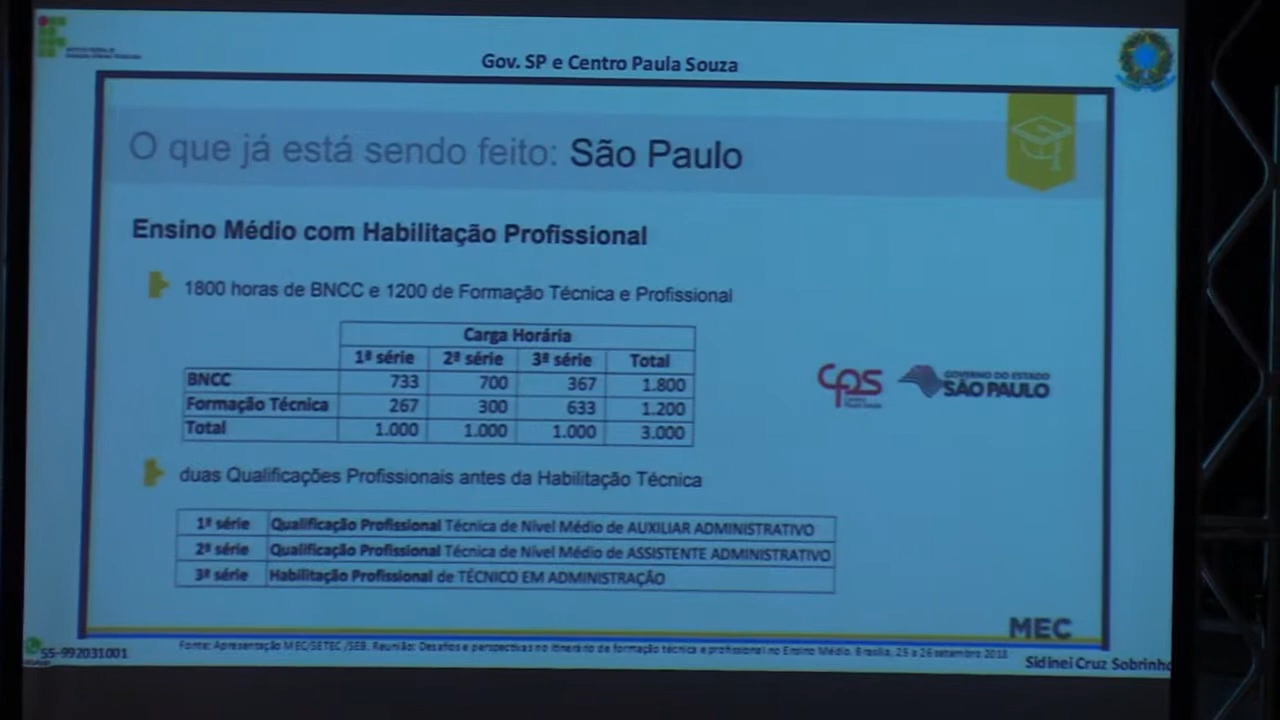 Gov. SP e Centro Paula Souza
O que já está sendo feito: São Paulo
Ensino Médio com Habilitação Profissional
1800 horas de BNCC e 1200 de Formação Técnica e Profissional
Carga Horária
1ª série 2ª série 3ª série Total
BNCC 733 700 367 1.800
Formação Técnica 267 300 633 1.200
Total 1.000 1.000 1.000 3.000
CPS
GOVERNO DO ESTADO
SÃO PAULO
duas Qualificações Profissionais antes da Habilitação Técnica
1ª série Qualificação Profissional Técnica de Nível Médio de AUXILIAR ADMINISTRATIVO
2ª série Qualificação Profissional Técnica de Nível Médio de ASSISTENTE ADMINISTRATIVO
3ª série Habilitação Profissional de TÉCNICO EM ADMINISTRAÇÃO
MEC
55-992031001
Fonte: Apresentação MEC/SETEC /SEB. Reunião: Desafios e perspectivas no itinerário de formação técnica e profissional no Ensino Médio. Brasília, 25 e 26 setembro 2018
Sidinei Cruz Sobrinho